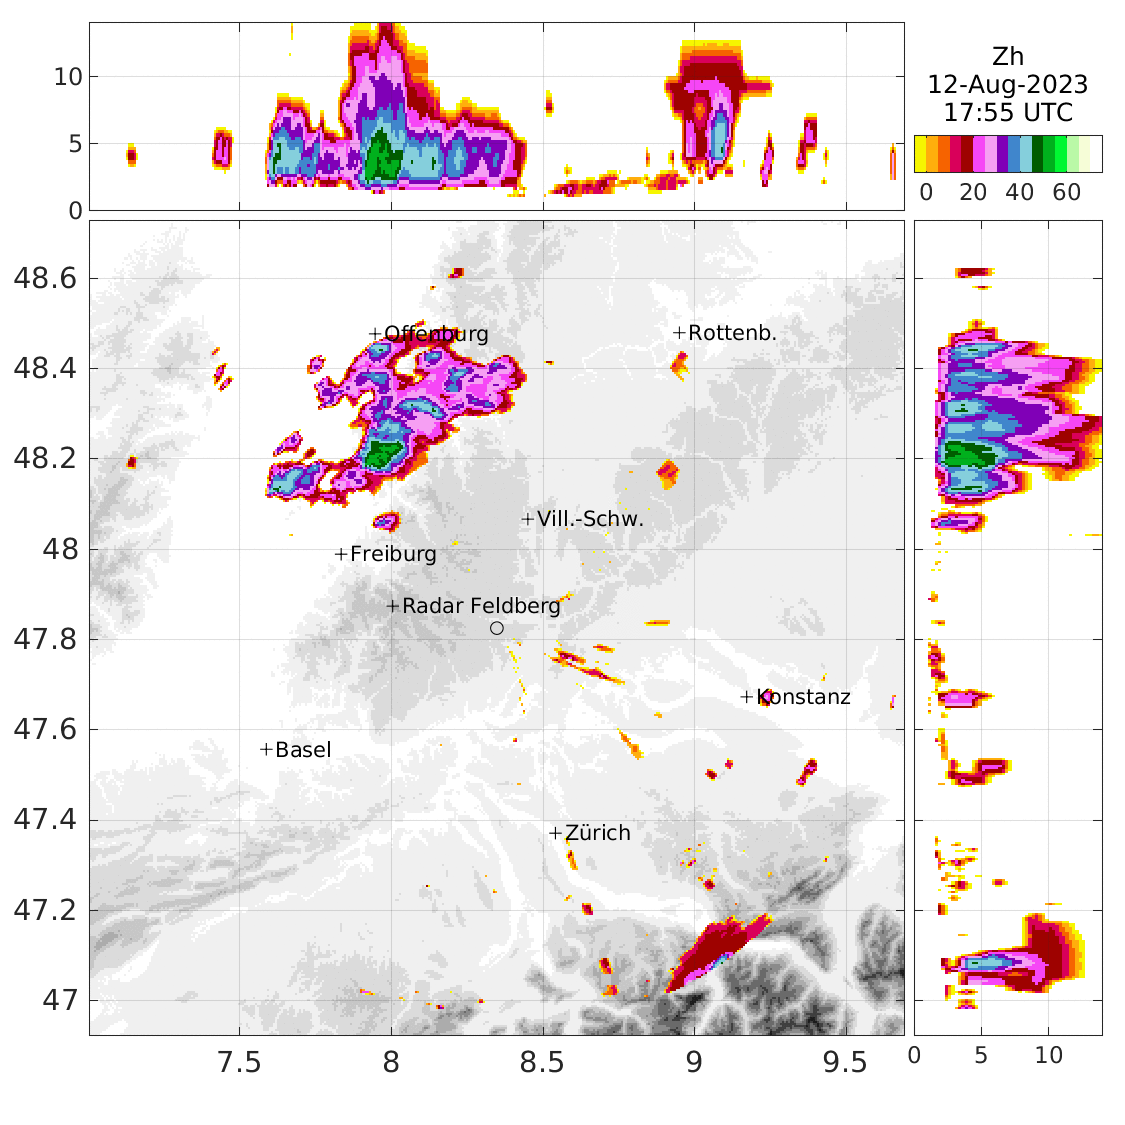 10
5
0
Zh
12-Aug-2023
17:55 UTC
0 20 40 60
48.6
48.4
48.2
48
47.8
47.6
47.4
47.2
47
+Offenburg
+Rottenb.
+Vill.-Schw.
+Freiburg
+Radar Feldberg
+Konstanz
+Basel
+Zürich
7.5 8 8.5 9 9.5
0 5 10